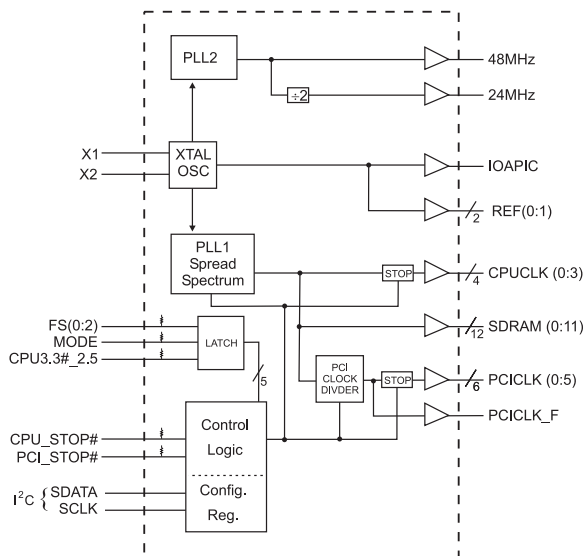 PLL2
48MHz
÷2
24MHz
X1
X2
XTAL
OSC
IOAPIC
REF(0:1)
2
PLL1
Spread
Spectrum
STOP
CPUCLK (0:3)
4
FS(0:2)
MODE
CPU3.3#_2.5
LATCH
SDRAM (0:11)
12
5
PCI
CLOCK
DIVDER
STOP
PCICLK (0:5)
6
PCICLK_F
CPU_STOP#
PCI_STOP#
Control
Logic
I²C { SDATA
SCLK
Config.
Reg.